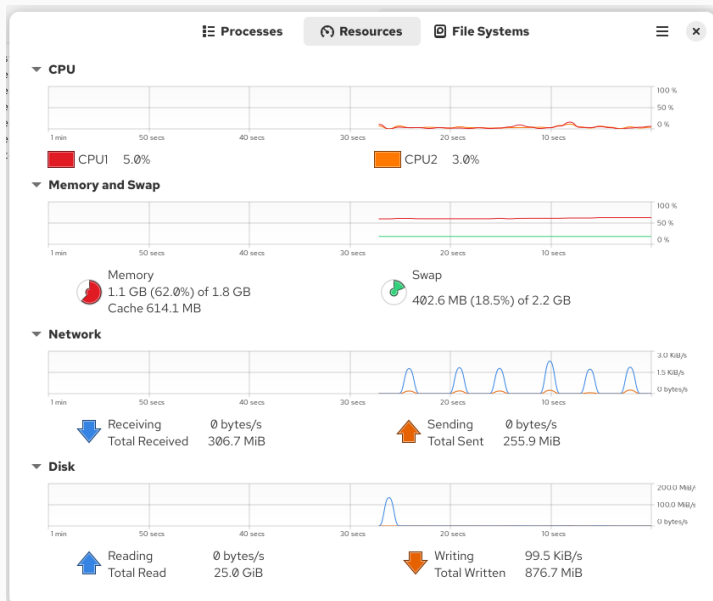 Processes Resources File Systems
CPU
100 %
50 %
0 %
1 min 50 secs 40 secs 30 secs 20 secs 10 secs
CPU1 5.0% CPU2 3.0%
Memory and Swap
100 %
50 %
0 %
1 min 50 secs 40 secs 30 secs 20 secs 10 secs
Memory
1.1 GB (62.0%) of 1.8 GB
Cache 614.1 MB
Swap
402.6 MB (18.5%) of 2.2 GB
Network
3.0 KiB/s
1.5 KiB/s
0 bytes/s
1 min 50 secs 40 secs 30 secs 20 secs 10 secs
Receiving 0 bytes/s Sending 0 bytes/s
Total Received 306.7 MiB Total Sent 255.9 MiB
Disk
200.0 MiB/
100.0 MiB/
0 bytes/s
1 min 50 secs 40 secs 30 secs 20 secs 10 secs
Reading 0 bytes/s Writing 99.5 KiB/s
Total Read 25.0 GiB Total Written 876.7 MiB